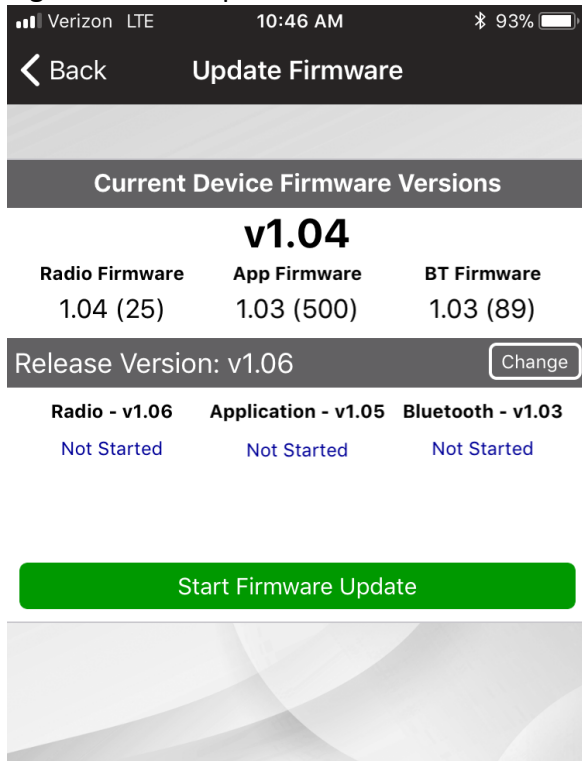 Verizon LTE 10:46 AM 93%
Back Update Firmware
Current Device Firmware Versions
v1.04
Radio Firmware App Firmware BT Firmware
1.04 (25) 1.03 (500) 1.03 (89)
Release Version: v1.06 Change
Radio - v1.06 Application - v1.05 Bluetooth - v1.03
Not Started Not Started Not Started
Start Firmware Update